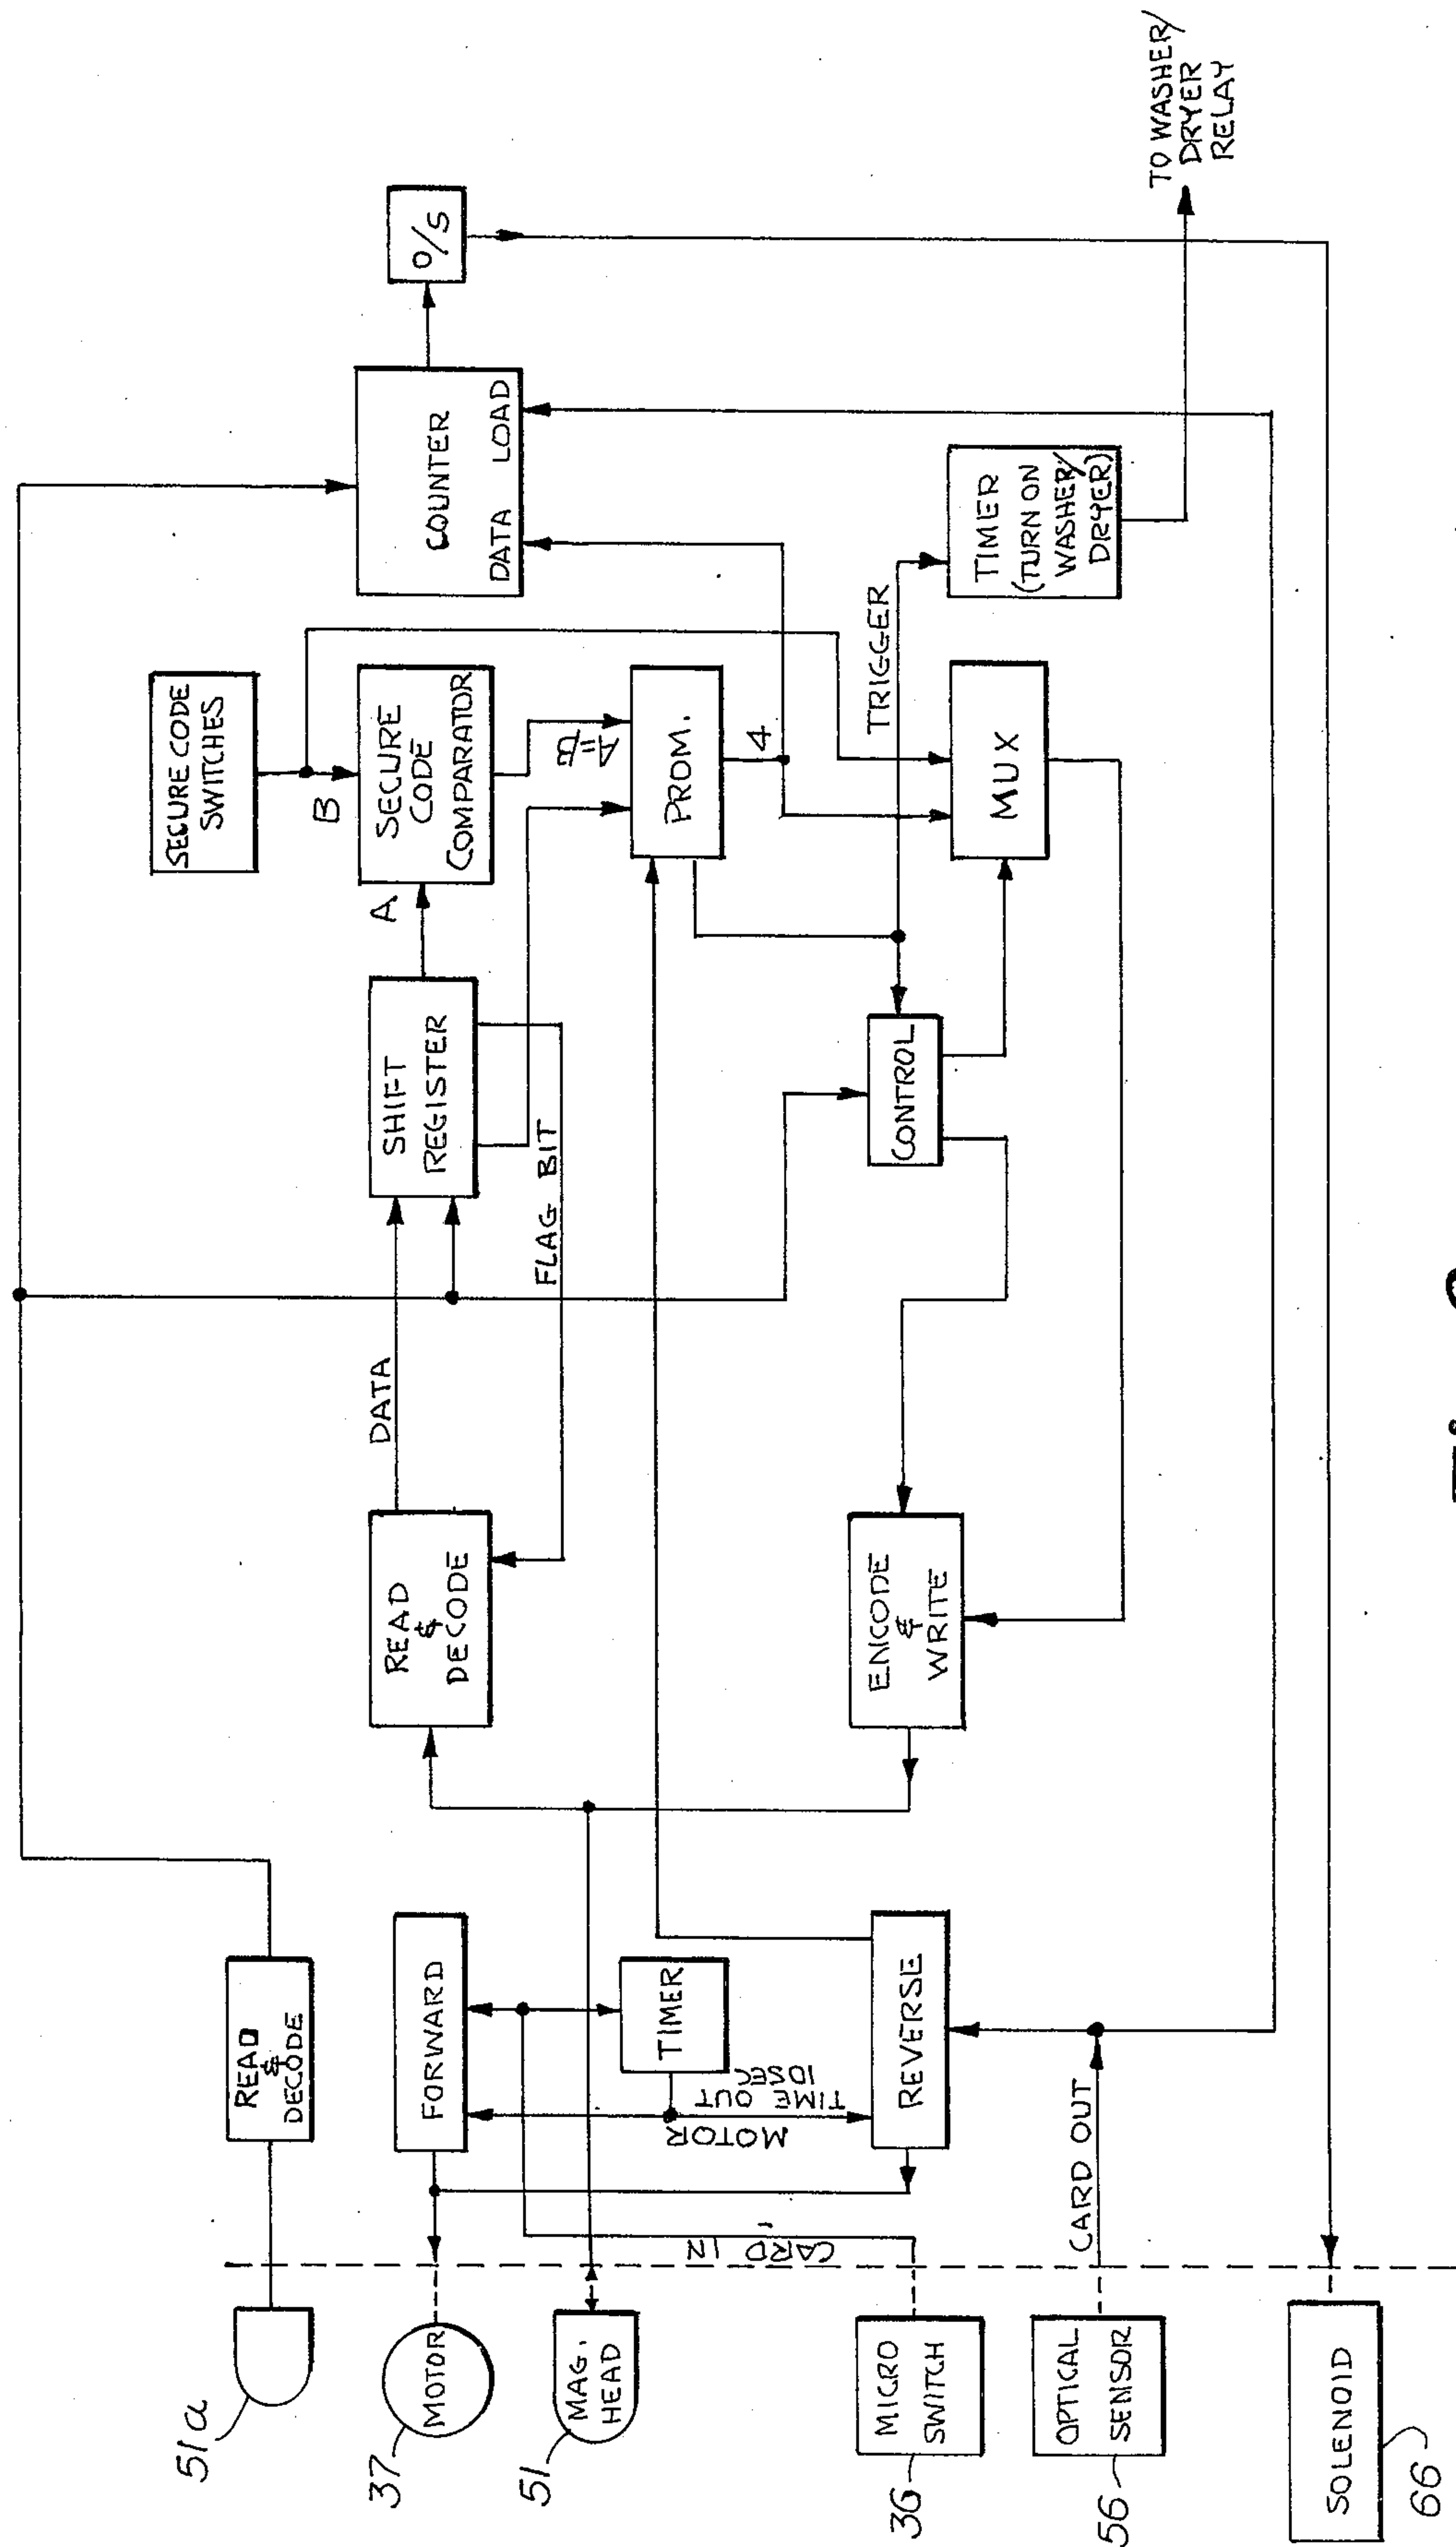 51a
READ
&
DECODE
37
MOTOR
FORWARD
51
MAG.
HEAD
TIMER
MOTOR
TIME OUT
10SEC
CARD IN
36
MICRO
SWITCH
REVERSE
56
OPTICAL
SENSOR
CARD OUT
66
SOLENOID
READ
&
DECODE
DATA
SHIFT
REGISTER
FLAG BIT
A
SECURE CODE
SWITCHES
B
SECURE
CODE
COMPARATOR
A=B
PROM.
4
COUNTER
DATA LOAD
O/S
ENCODE
&
WRITE
CONTROL
TRIGGER
MUX
TIMER
(TURN ON
WASHER/
DRYER)
TO WASHER/
DRYER
RELAY